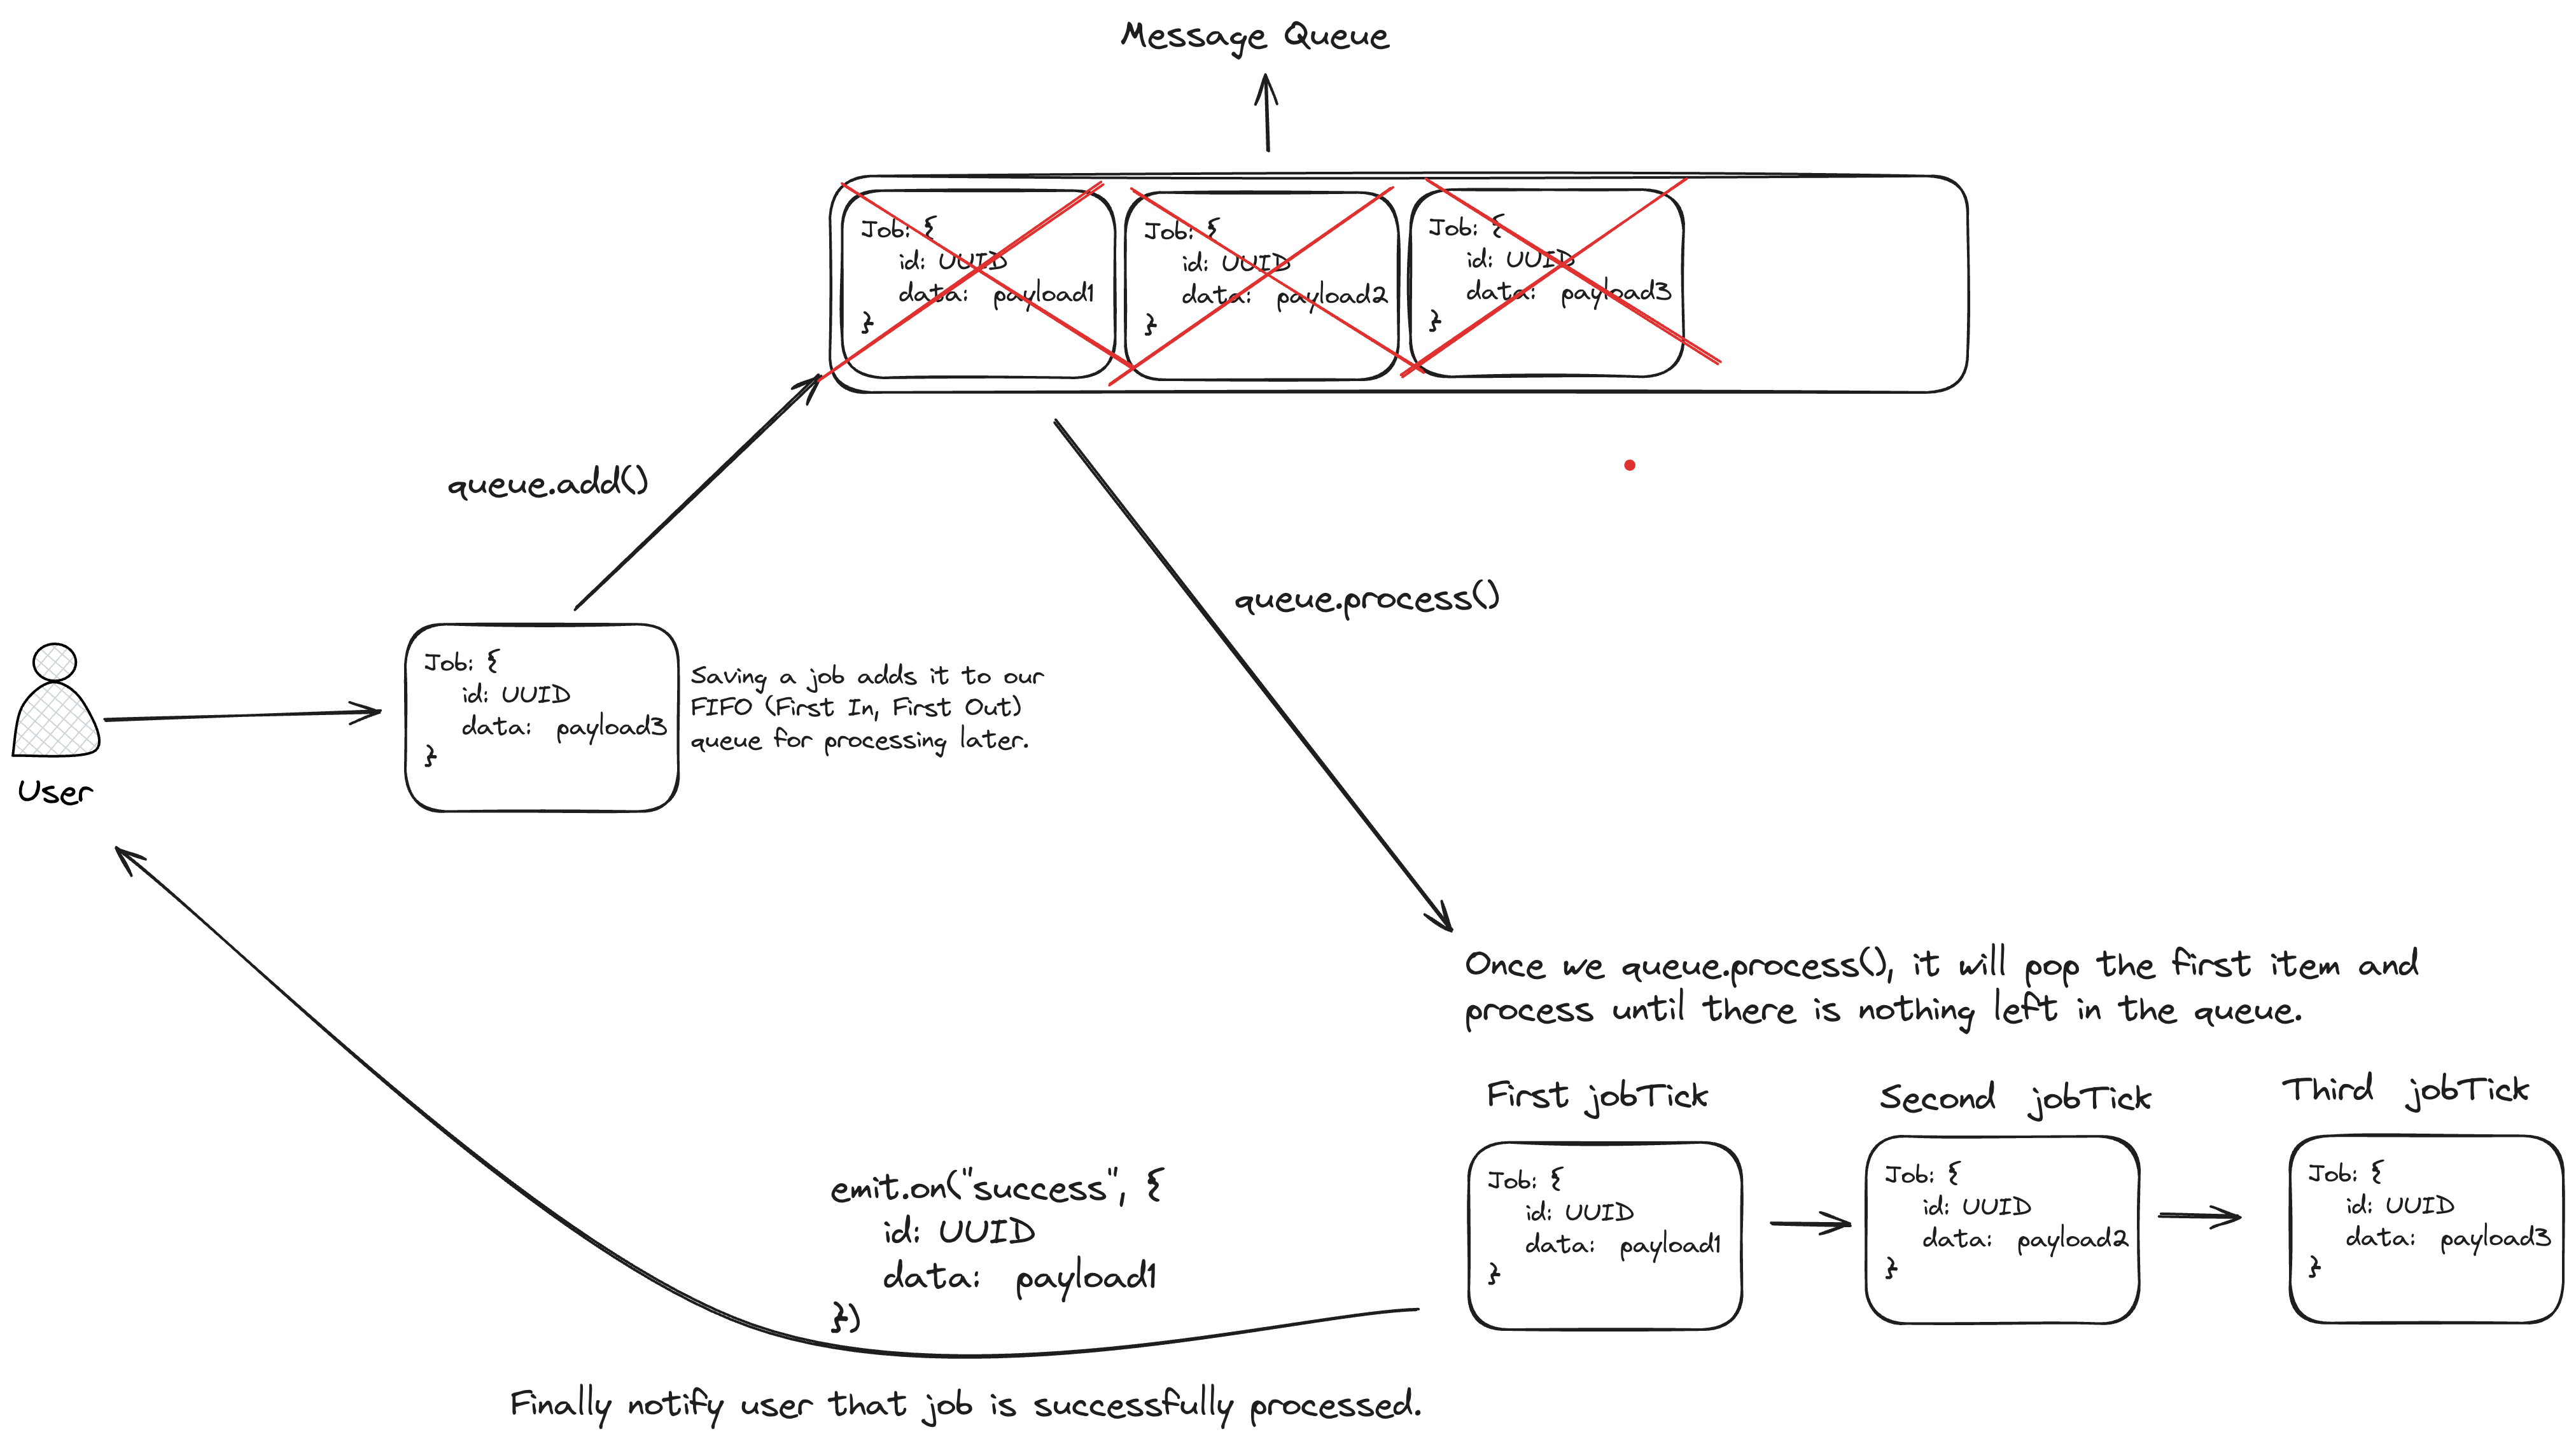 Message Queue
Job: {
id: UUID
data: payload1
}
Job: {
id: UUID
data: payload2
}
Job: {
id: UUID
data: payload3
}
queue.add()
queue.process()
User
Job: {
id: UUID
data: payload3
}
Saving a job adds it to our
FIFO (First In, First Out)
queue for processing later.
Once we queue.process(), it will pop the first item and
process until there is nothing left in the queue.
First jobTick
Job: {
id: UUID
data: payload1
}
Second jobTick
Job: {
id: UUID
data: payload2
}
Third jobTick
Job: {
id: UUID
data: payload3
}
emit.on("success", {
id: UUID
data: payload1
})
Finally notify user that job is successfully processed.